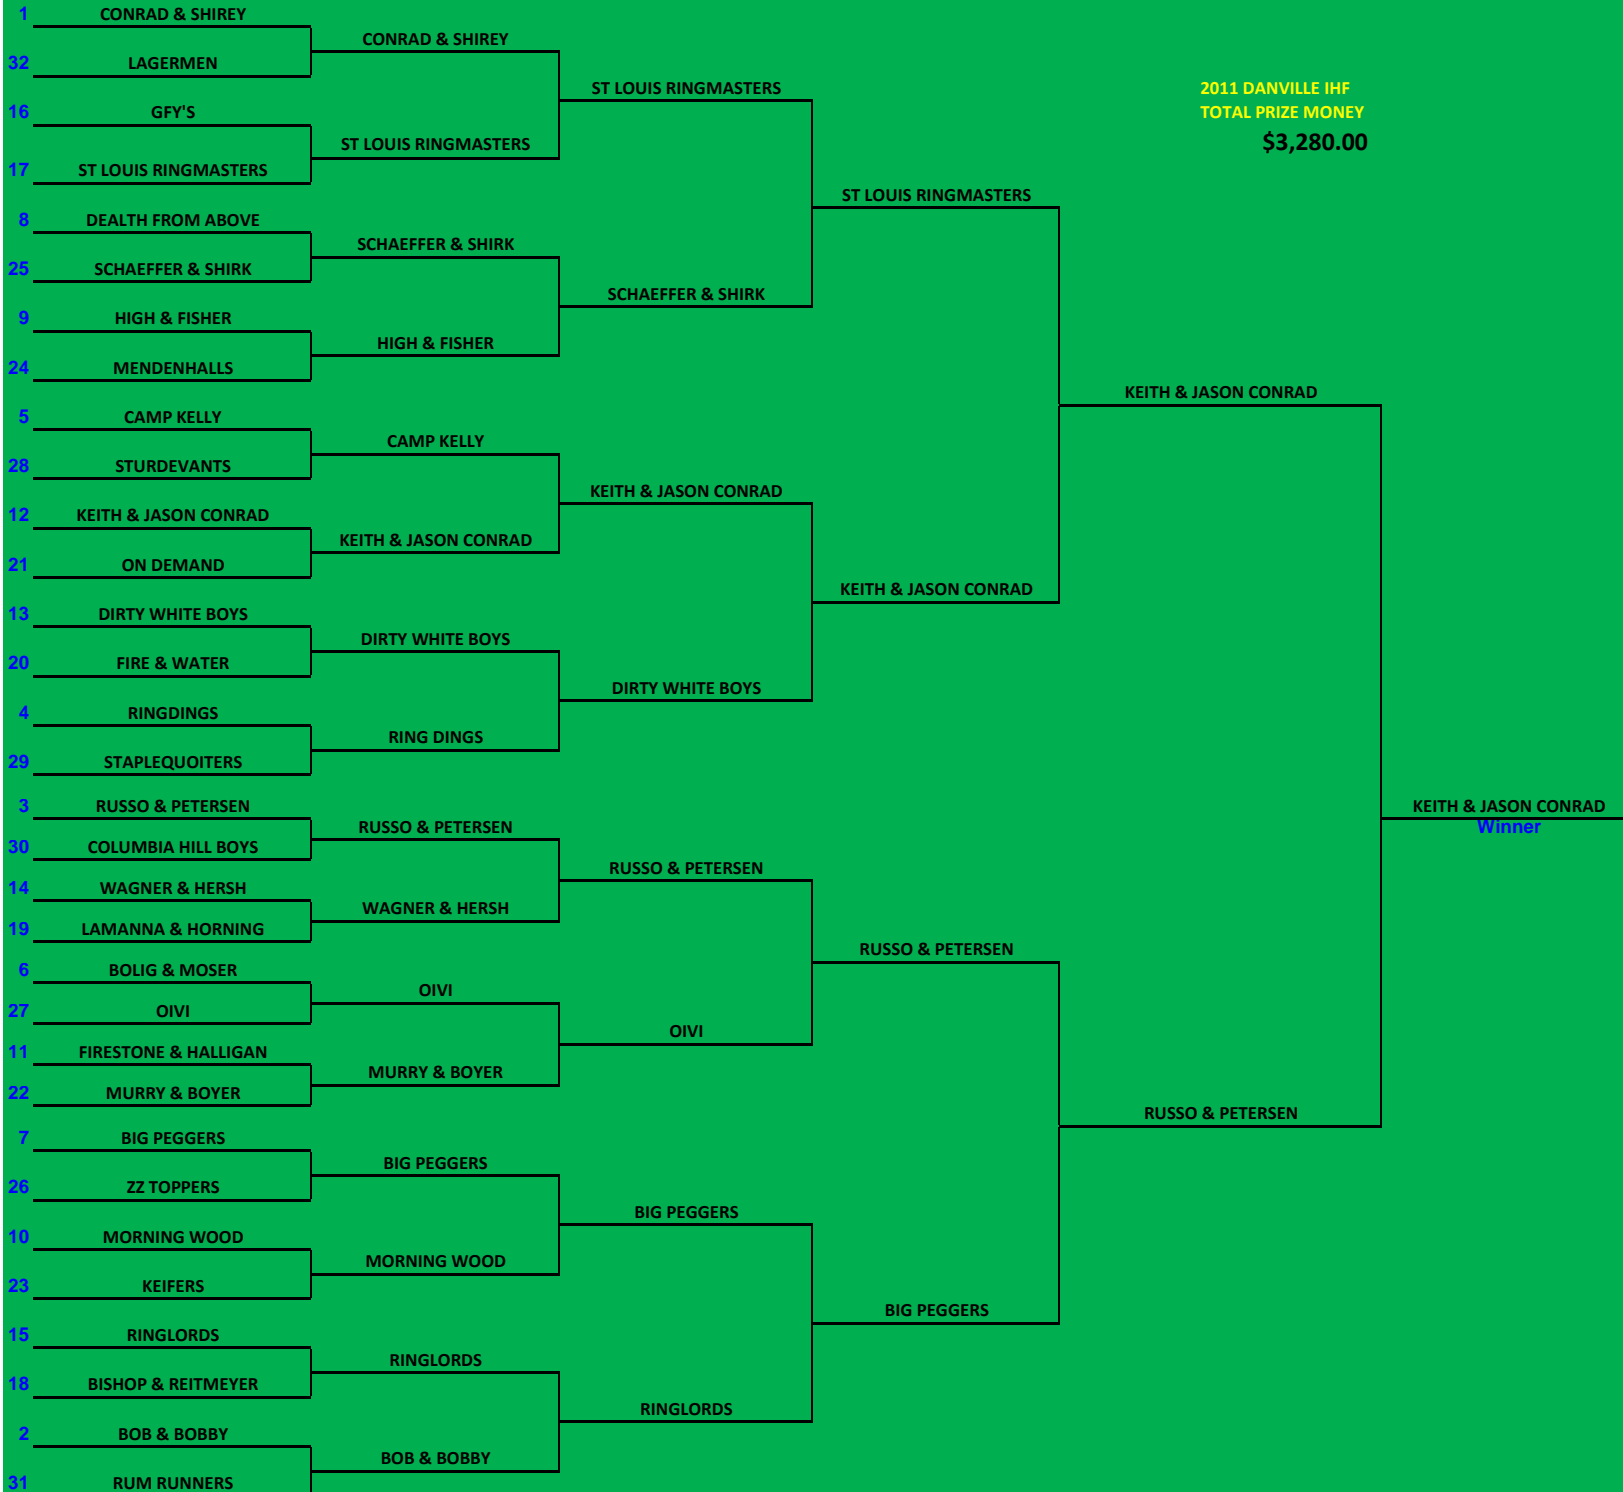 1 CONRAD & SHIREY
CONRAD & SHIREY
32 LAGERMEN
ST LOUIS RINGMASTERS
2011 DANVILLE IHF
16 GFY'S
TOTAL PRIZE MONEY
ST LOUIS RINGMASTERS
$3,280.00
17 ST LOUIS RINGMASTERS
ST LOUIS RINGMASTERS
8 DEALTH FROM ABOVE
SCHAEFFER & SHIRK
25 SCHAEFFER & SHIRK
SCHAEFFER & SHIRK
9 HIGH & FISHER
HIGH & FISHER
24 MENDENHALLS
KEITH & JASON CONRAD
5 CAMP KELLY
CAMP KELLY
28 STURDEVANTS
KEITH & JASON CONRAD
12 KEITH & JASON CONRAD
KEITH & JASON CONRAD
21 ON DEMAND
KEITH & JASON CONRAD
13 DIRTY WHITE BOYS
DIRTY WHITE BOYS
20 FIRE & WATER
DIRTY WHITE BOYS
4 RINGDINGS
RING DINGS
29 STAPLEQUOITERS
3 RUSSO & PETERSEN
KEITH & JASON CONRAD
RUSSO & PETERSEN
Winner
30 COLUMBIA HILL BOYS
RUSSO & PETERSEN
14 WAGNER & HERSH
WAGNER & HERSH
19 LAMANNA & HORNING
RUSSO & PETERSEN
6 BOLIG & MOSER
OIVI
27 OIVI
OIVI
11 FIRESTONE & HALLIGAN
MURRY & BOYER
22 MURRY & BOYER
RUSSO & PETERSEN
7 BIG PEGGERS
BIG PEGGERS
26 ZZ TOPPERS
BIG PEGGERS
10 MORNING WOOD
MORNING WOOD
23 KEIFERS
BIG PEGGERS
15 RINGLORDS
RINGLORDS
18 BISHOP & REITMEYER
RINGLORDS
2 BOB & BOBBY
BOB & BOBBY
31 RUM RUNNERS